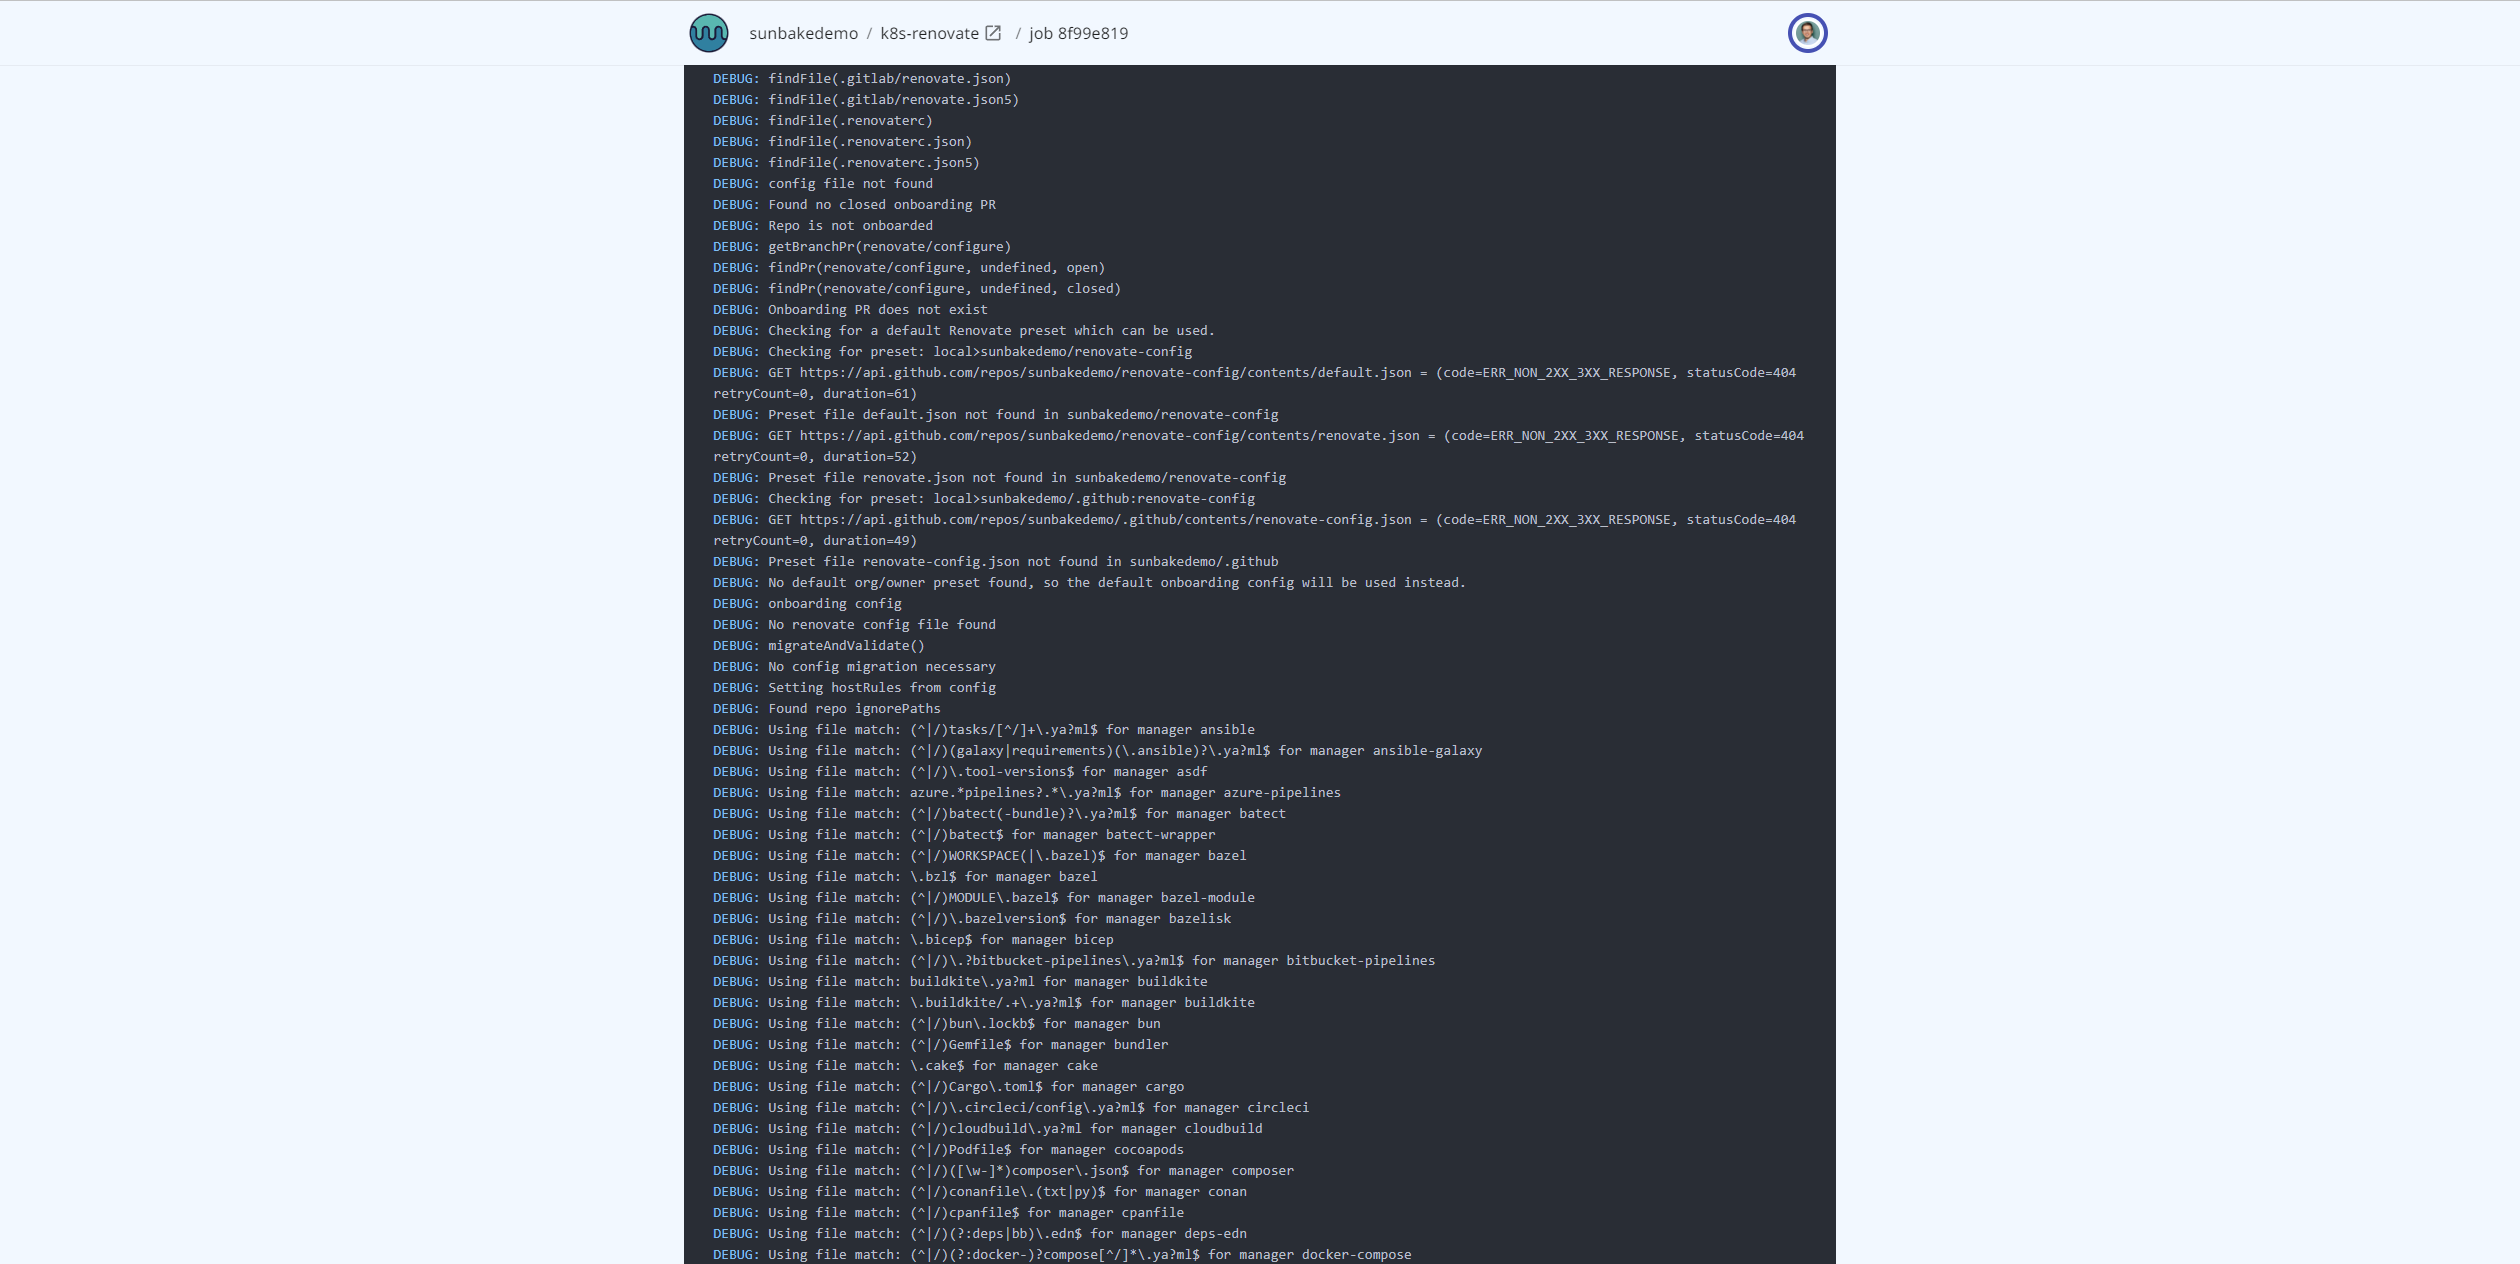 sunbakedemo / k8s-renovate / job 8f99e819
DEBUG: findFile(.gitlab/renovate.json)
DEBUG: findFile(.gitlab/renovate.json5)
DEBUG: findFile(.renovaterc)
DEBUG: findFile(.renovaterc.json)
DEBUG: findFile(.renovaterc.json5)
DEBUG: config file not found
DEBUG: Found no closed onboarding PR
DEBUG: Repo is not onboarded
DEBUG: getBranchPr(renovate/configure)
DEBUG: findPr(renovate/configure, undefined, open)
DEBUG: findPr(renovate/configure, undefined, closed)
DEBUG: Onboarding PR does not exist
DEBUG: Checking for a default Renovate preset which can be used.
DEBUG: Checking for preset: local>sunbakedemo/renovate-config
DEBUG: GET https://api.github.com/repos/sunbakedemo/renovate-config/contents/default.json = (code=ERR_NON_2XX_3XX_RESPONSE, statusCode=404
retryCount=0, duration=61)
DEBUG: Preset file default.json not found in sunbakedemo/renovate-config
DEBUG: GET https://api.github.com/repos/sunbakedemo/renovate-config/contents/renovate.json = (code=ERR_NON_2XX_3XX_RESPONSE, statusCode=404
retryCount=0, duration=52)
DEBUG: Preset file renovate.json not found in sunbakedemo/renovate-config
DEBUG: Checking for preset: local>sunbakedemo/.github:renovate-config
DEBUG: GET https://api.github.com/repos/sunbakedemo/.github/contents/renovate-config.json = (code=ERR_NON_2XX_3XX_RESPONSE, statusCode=404
retryCount=0, duration=49)
DEBUG: Preset file renovate-config.json not found in sunbakedemo/.github
DEBUG: No default org/owner preset found, so the default onboarding config will be used instead.
DEBUG: onboarding config
DEBUG: No renovate config file found
DEBUG: migrateAndValidate()
DEBUG: No config migration necessary
DEBUG: Setting hostRules from config
DEBUG: Found repo ignorePaths
DEBUG: Using file match: (^|/)tasks/[^/]+\.ya?ml$ for manager ansible
DEBUG: Using file match: (^|/)(galaxy|requirements)(\.ansible)?\.ya?ml$ for manager ansible-galaxy
DEBUG: Using file match: (^|/)\.tool-versions$ for manager asdf
DEBUG: Using file match: azure.*pipelines?.*\.ya?ml$ for manager azure-pipelines
DEBUG: Using file match: (^|/)batect(-bundle)?\.ya?ml$ for manager batect
DEBUG: Using file match: (^|/)batect$ for manager batect-wrapper
DEBUG: Using file match: (^|/)WORKSPACE(|\.bazel)$ for manager bazel
DEBUG: Using file match: \.bzl$ for manager bazel
DEBUG: Using file match: (^|/)MODULE\.bazel$ for manager bazel-module
DEBUG: Using file match: (^|/)\.bazelversion$ for manager bazelisk
DEBUG: Using file match: \.bicep$ for manager bicep
DEBUG: Using file match: (^|/)\.?bitbucket-pipelines\.ya?ml$ for manager bitbucket-pipelines
DEBUG: Using file match: buildkite\.ya?ml for manager buildkite
DEBUG: Using file match: \.buildkite/.+\.ya?ml$ for manager buildkite
DEBUG: Using file match: (^|/)bun\.lockb$ for manager bun
DEBUG: Using file match: (^|/)Gemfile$ for manager bundler
DEBUG: Using file match: \.cake$ for manager cake
DEBUG: Using file match: (^|/)Cargo\.toml$ for manager cargo
DEBUG: Using file match: (^|/)\.circleci/config\.ya?ml$ for manager circleci
DEBUG: Using file match: (^|/)cloudbuild\.ya?ml for manager cloudbuild
DEBUG: Using file match: (^|/)Podfile$ for manager cocoapods
DEBUG: Using file match: (^|/)([\w-]*)composer\.json$ for manager composer
DEBUG: Using file match: (^|/)conanfile\.(txt|py)$ for manager conan
DEBUG: Using file match: (^|/)cpanfile$ for manager cpanfile
DEBUG: Using file match: (^|/)(?:deps|bb)\.edn$ for manager deps-edn
DEBUG: Using file match: (^|/)(?:docker-)?compose[^/]*\.ya?ml$ for manager docker-compose